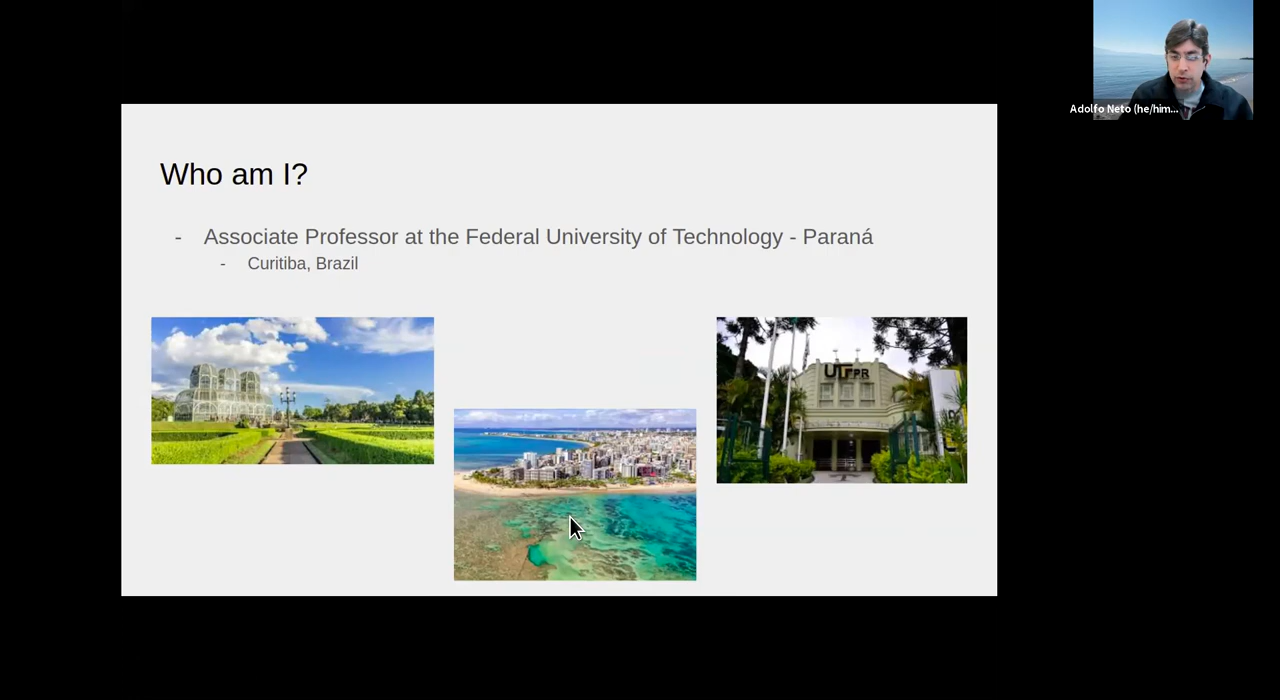 Adolfo Neto (he/him...
Who am I?
- Associate Professor at the Federal University of Technology - Paraná
- Curitiba, Brazil
UTFPR